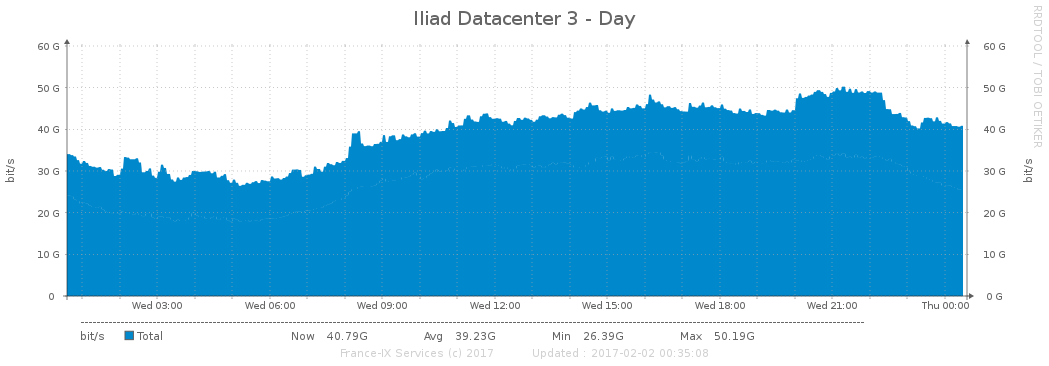 Iliad Datacenter 3 - Day
RRDTOOL / TOBI OETIKER
60 G 60 G
50 G 50 G
40 G 40 G
30 G 30 G
20 G 20 G
10 G 10 G
0 0 G
bit/s bit/s
Wed 03:00 Wed 06:00 Wed 09:00 Wed 12:00 Wed 15:00 Wed 18:00 Wed 21:00 Thu 00:00
bit/s Total Now 40.79G Avg 39.23G Min 26.39G Max 50.19G
France-IX Services (c) 2017 Updated : 2017-02-02 00:35:08